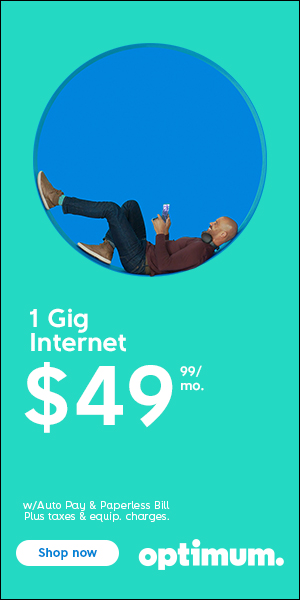 1 Gig
Internet
$49 99/
mo.
w/Auto Pay & Paperless Bill
Plus taxes & equip. charges.
Shop now
optimum.